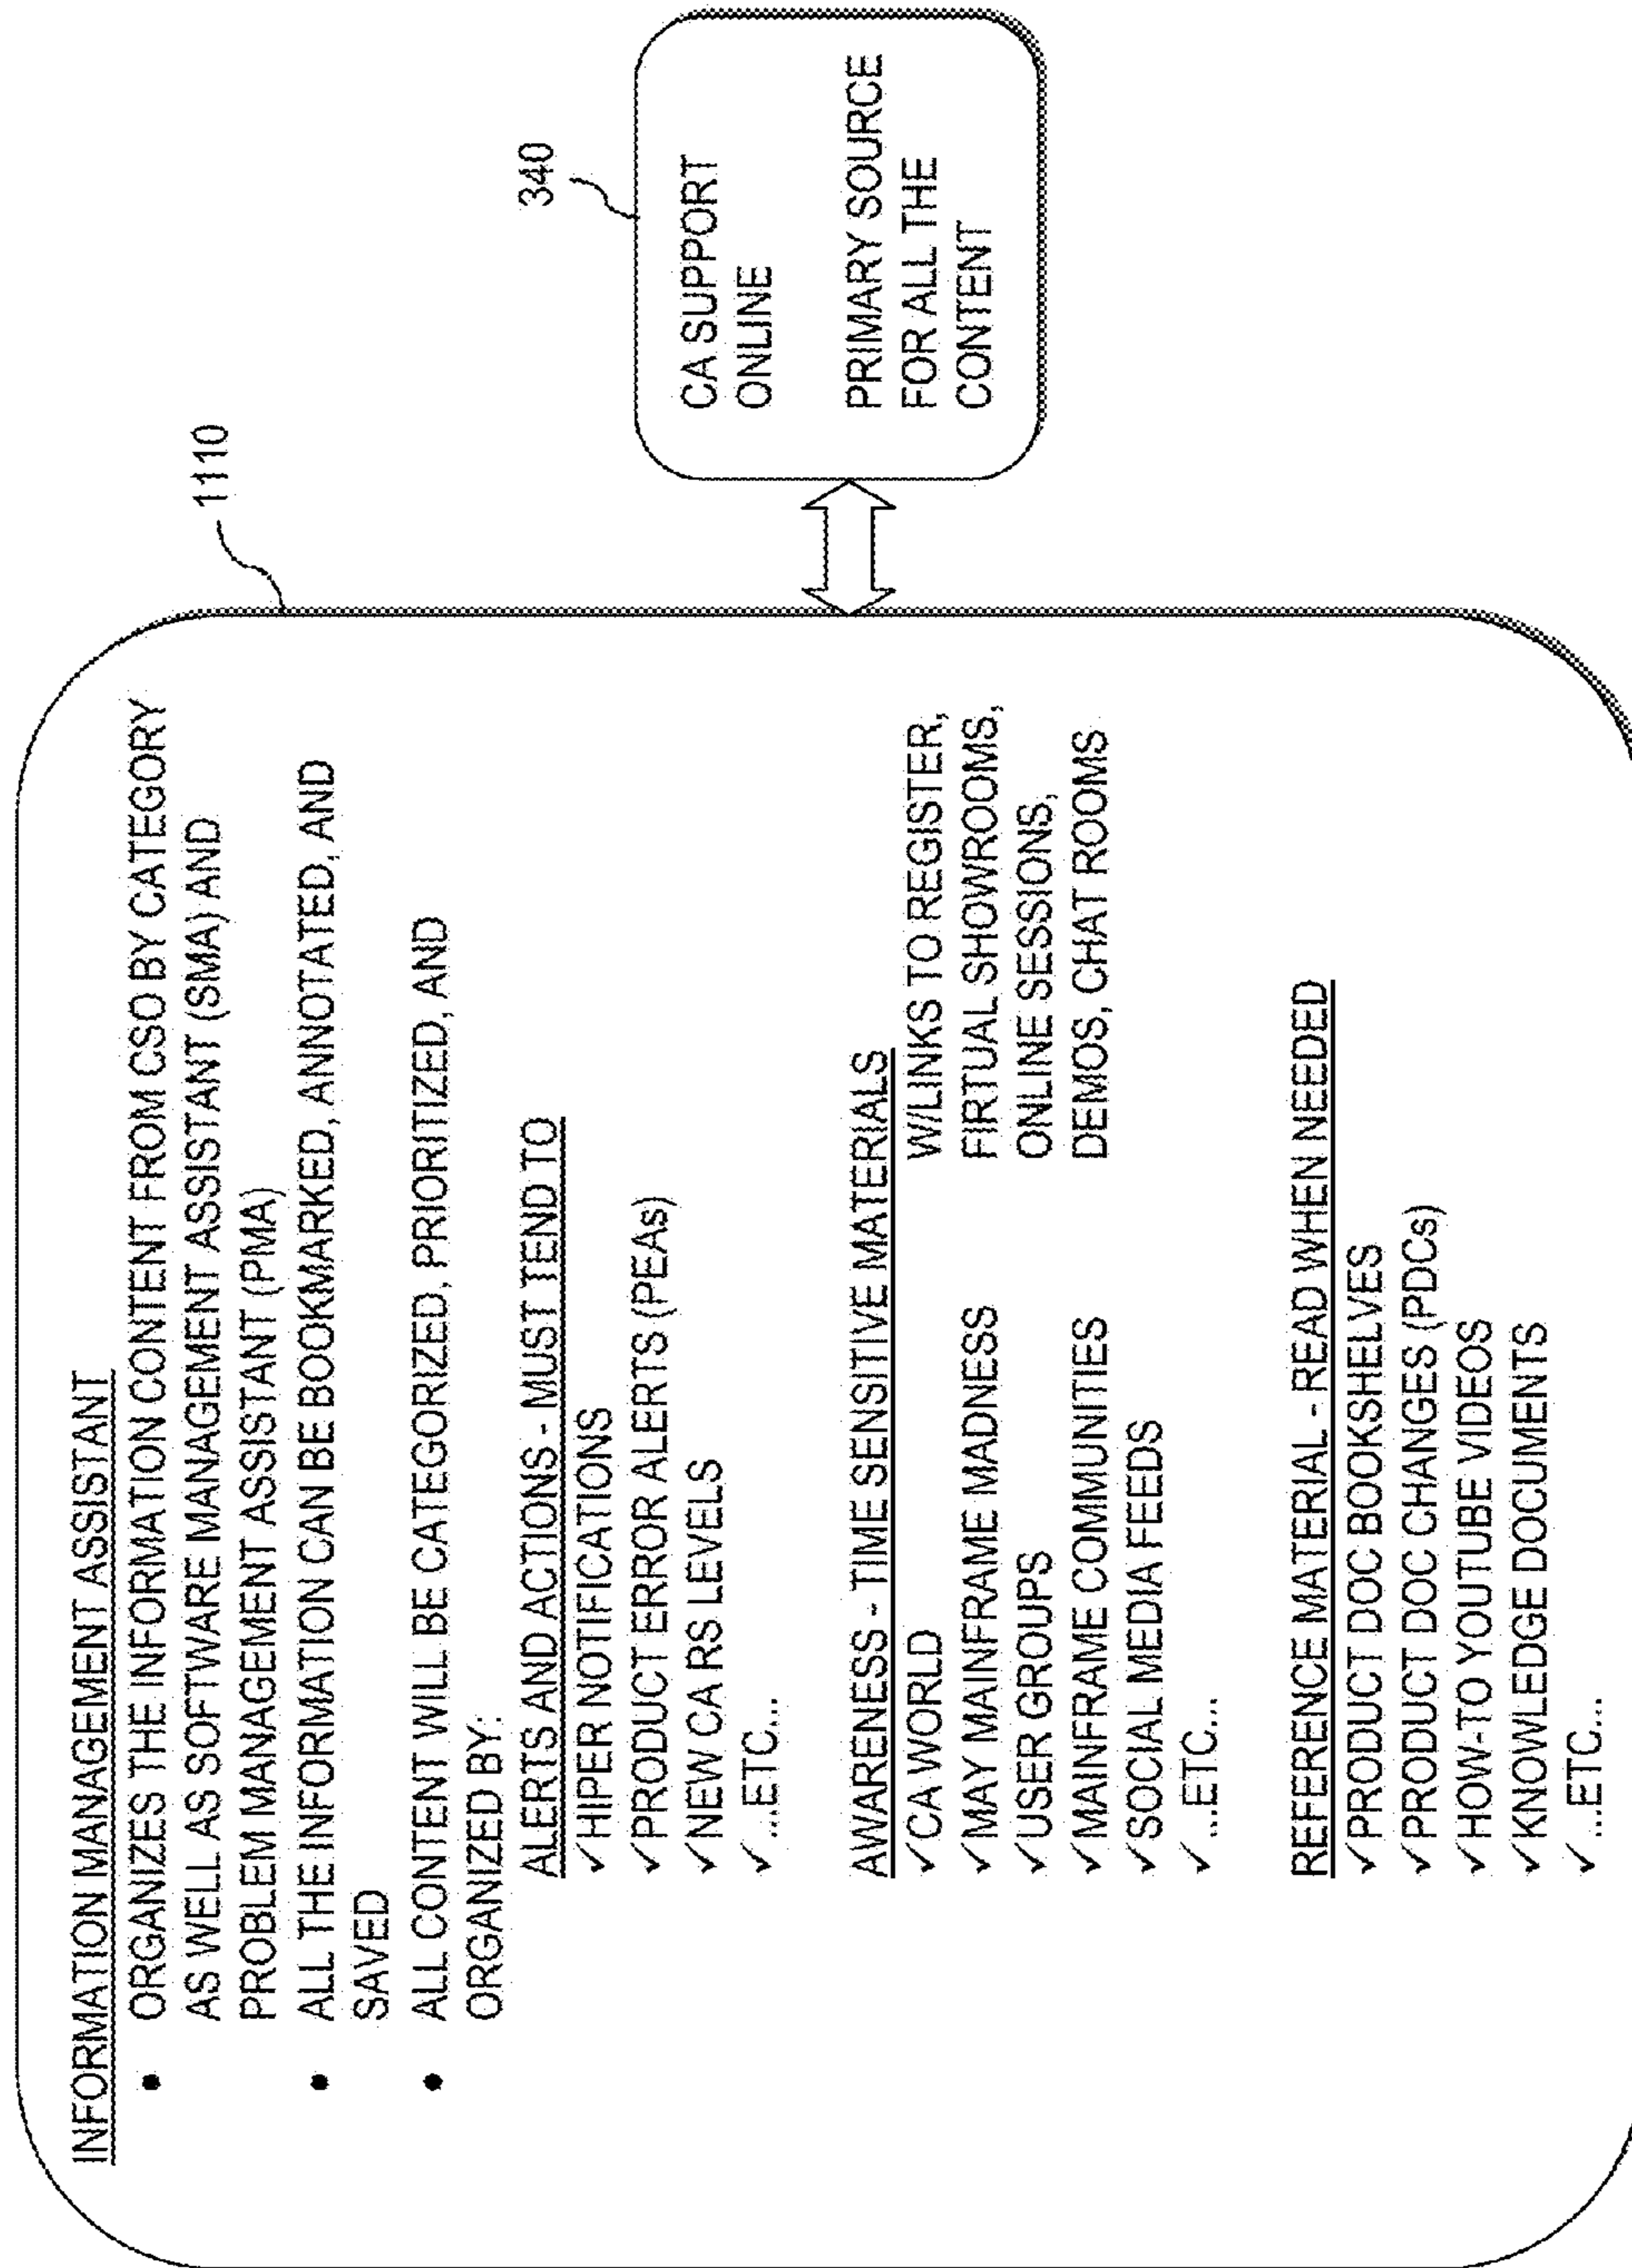 INFORMATION MANAGEMENT ASSISTANT
• ORGANIZES THE INFORMATION CONTENT FROM CSO BY CATEGORY
AS WELL AS SOFTWARE MANAGEMENT ASSISTANT (SMA) AND
PROBLEM MANAGEMENT ASSISTANT (PMA)
• ALL THE INFORMATION CAN BE BOOKMARKED, ANNOTATED, AND
SAVED
• ALL CONTENT WILL BE CATEGORIZED, PRIORITIZED, AND
ORGANIZED BY:
ALERTS AND ACTIONS - MUST TEND TO
✓HIPER NOTIFICATIONS
✓PRODUCT ERROR ALERTS (PEAs)
✓NEW CA RS LEVELS
✓...ETC...
AWARENESS - TIME SENSITIVE MATERIALS
✓CA WORLD
✓MAY MAINFRAME MADNESS
✓USER GROUPS
✓MAINFRAME COMMUNITIES
✓SOCIAL MEDIA FEEDS
✓...ETC...
W/LINKS TO REGISTER,
FIRTUAL SHOWROOMS,
ONLINE SESSIONS,
DEMOS, CHAT ROOMS
REFERENCE MATERIAL - READ WHEN NEEDED
✓PRODUCT DOC BOOKSHELVES
✓PRODUCT DOC CHANGES (PDCs)
✓HOW-TO YOUTUBE VIDEOS
✓KNOWLEDGE DOCUMENTS
✓...ETC...
1110
340
CA SUPPORT
ONLINE
PRIMARY SOURCE
FOR ALL THE
CONTENT